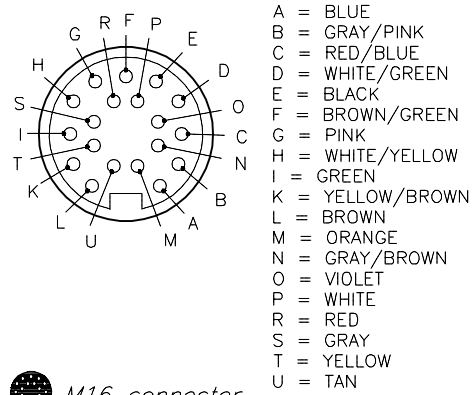 A = BLUE
B = GRAY/PINK
C = RED/BLUE
D = WHITE/GREEN
E = BLACK
F = BROWN/GREEN
G = PINK
H = WHITE/YELLOW
I = GREEN
K = YELLOW/BROWN
L = BROWN
M = ORANGE
N = GRAY/BROWN
O = VIOLET
P = WHITE
R = RED
S = GRAY
T = YELLOW
U = TAN
G
R
F
P
E
H
D
S
O
I
C
T
N
K
B
L
A
U
M
M16 connector